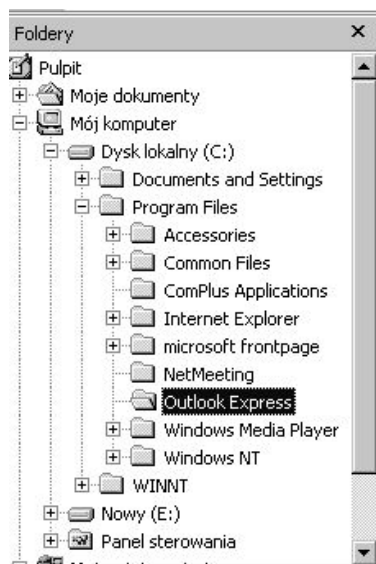 Foldery
Pulpit
Moje dokumenty
Mój komputer
Dysk lokalny (C:)
Documents and Settings
Program Files
Accessories
Common Files
ComPlus Applications
Internet Explorer
microsoft frontpage
NetMeeting
Outlook Express
Windows Media Player
Windows NT
WINNT
Nowy (E:)
Panel sterowania